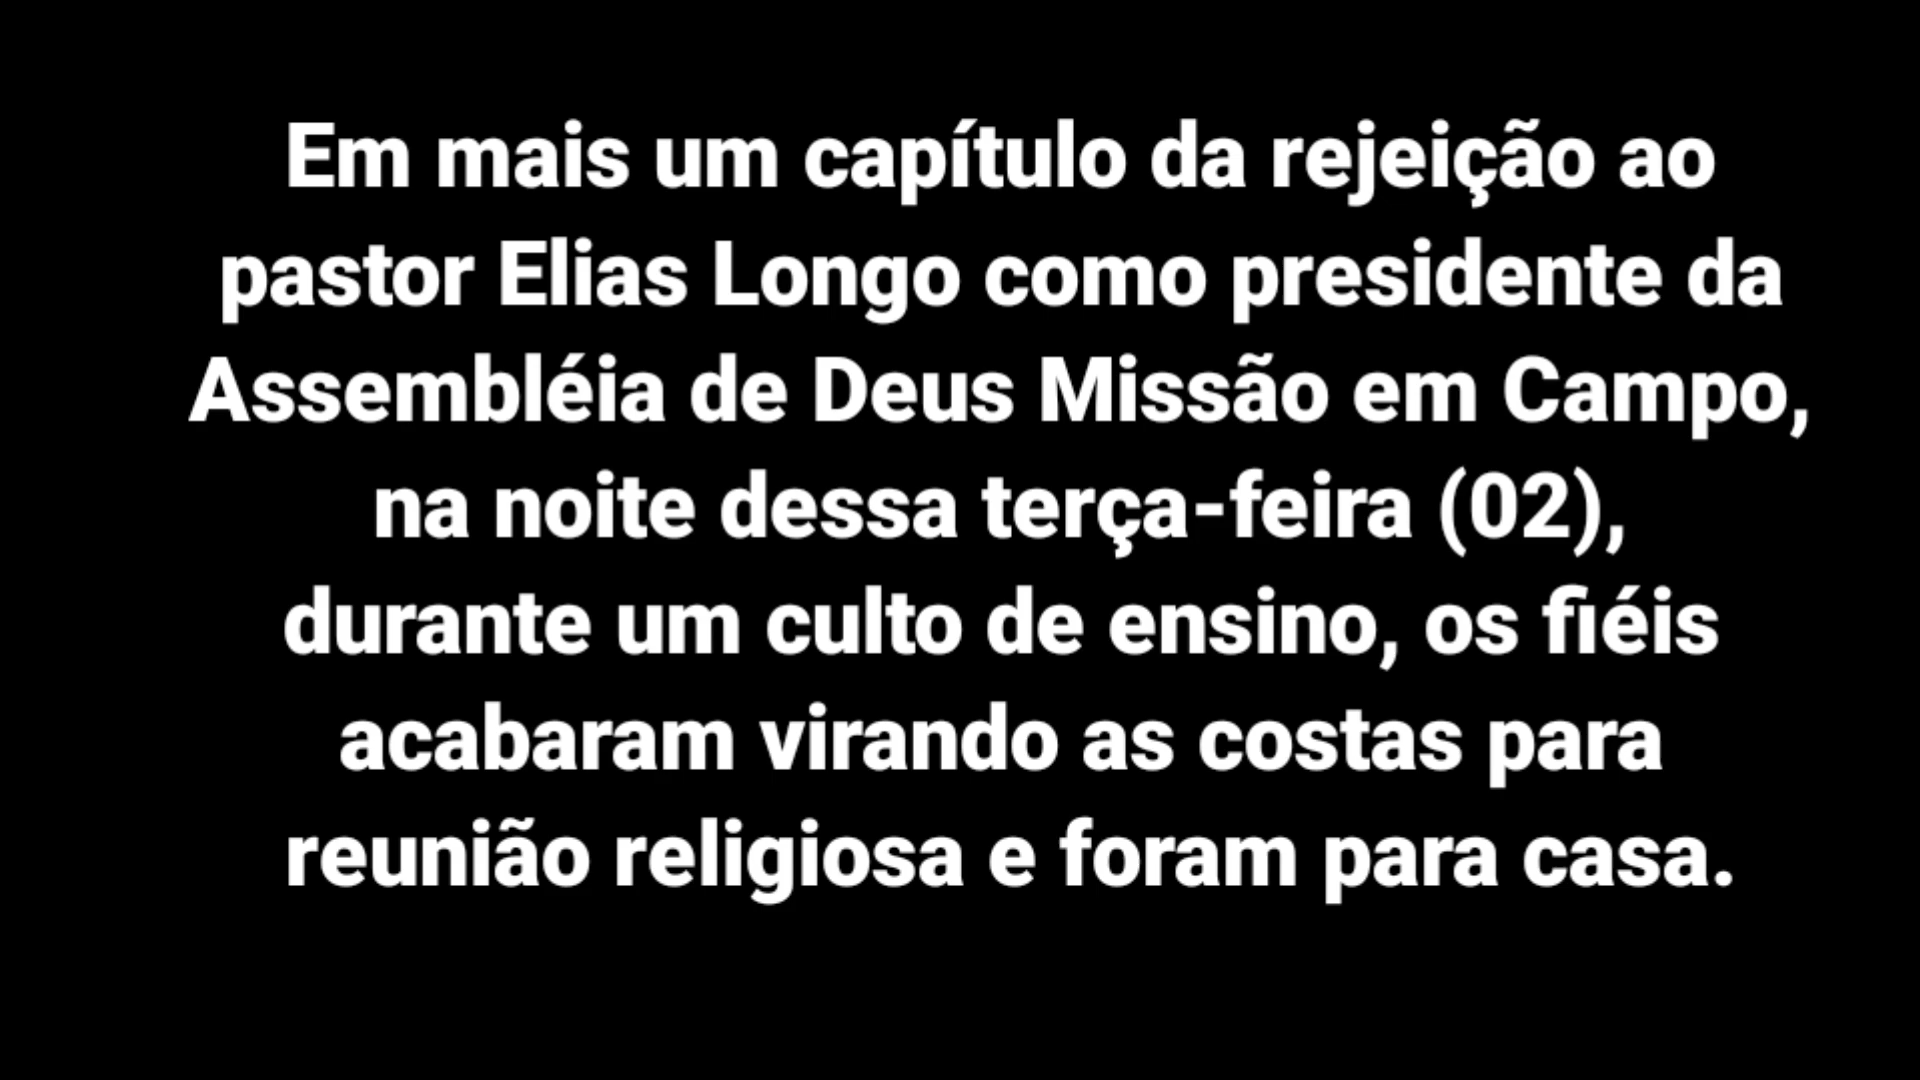 Em mais um capítulo da rejeição ao
pastor Elias Longo como presidente da
Assembléia de Deus Missão em Campo,
na noite dessa terça-feira (02),
durante um culto de ensino, os fiéis
acabaram virando as costas para
reunião religiosa e foram para casa.